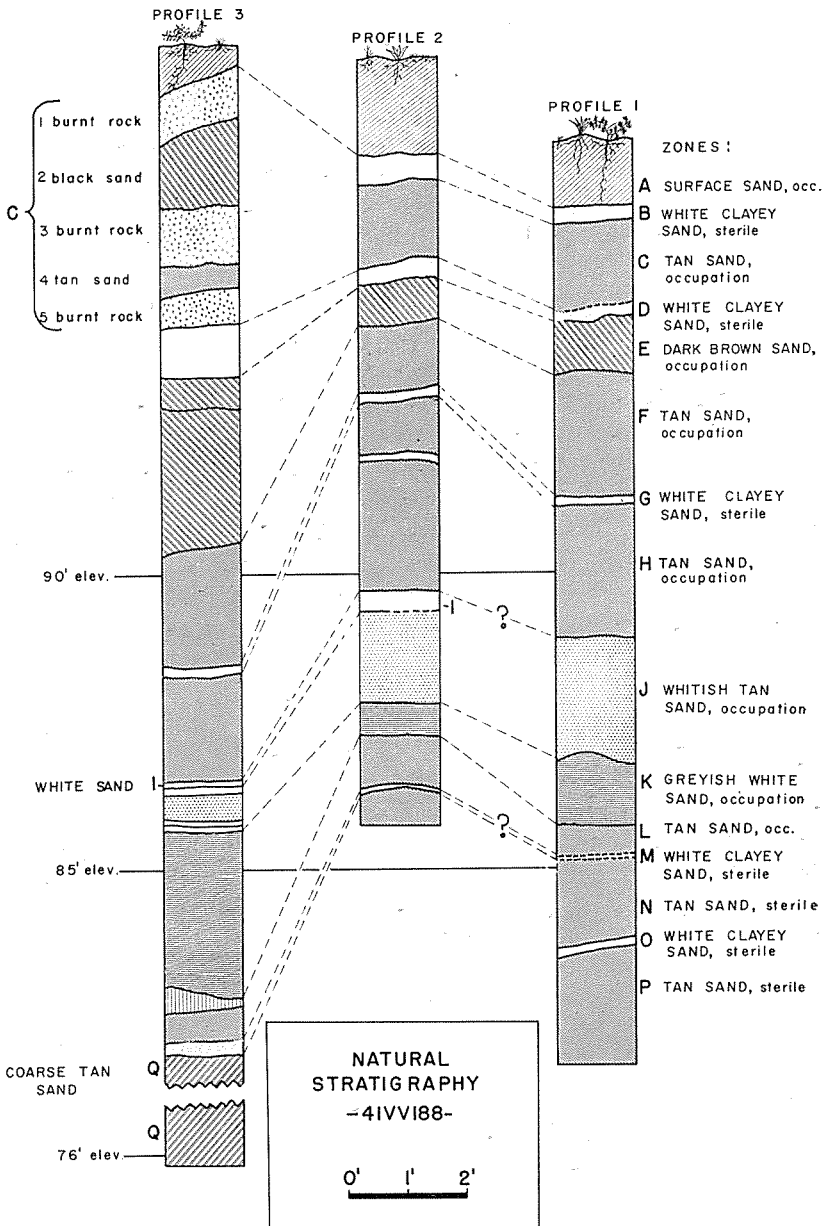 PROFILE 3
PROFILE 2
PROFILE 1
ZONES:
C
1 burnt rock
2 black sand
3 burnt rock
4 tan sand
5 burnt rock
A SURFACE SAND, occ.
B WHITE CLAYEY
SAND, sterile
C TAN SAND,
occupation
D WHITE CLAYEY
SAND, sterile
E DARK BROWN SAND,
occupation
F TAN SAND,
occupation
G WHITE CLAYEY
SAND, sterile
H TAN SAND,
occupation
90' elev.
I
?
J WHITISH TAN
SAND, occupation
WHITE SAND I
K GREYISH WHITE
SAND, occupation
L TAN SAND, occ.
?
M WHITE CLAYEY
SAND, sterile
85' elev.
N TAN SAND, sterile
O WHITE CLAYEY
SAND, sterile
P TAN SAND, sterile
COARSE TAN
SAND
Q
Q
76' elev.
NATURAL
STRATIGRAPHY
-41VV188-
0' 1' 2'